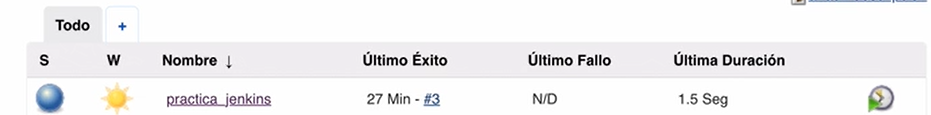 Todo +
S W Nombre ↓ Último Éxito Último Fallo Última Duración
practica_jenkins 27 Min - #3 N/D 1.5 Seg